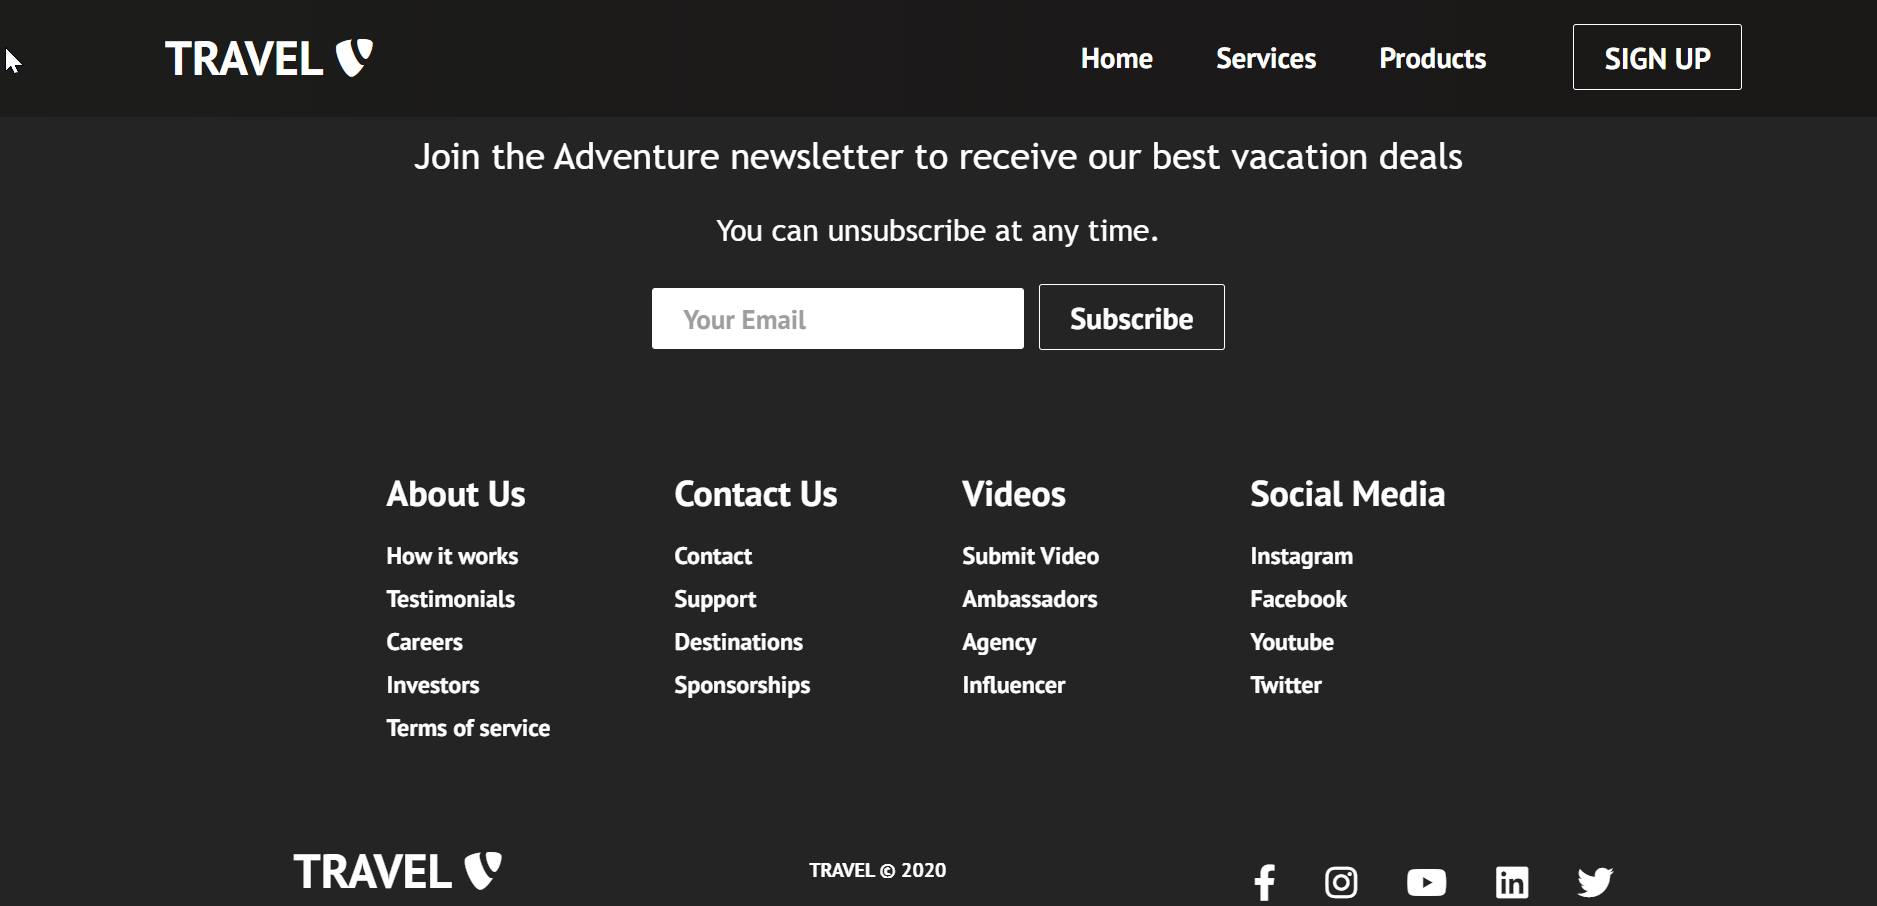 TRAVEL
Home Services Products SIGN UP
Join the Adventure newsletter to receive our best vacation deals
You can unsubscribe at any time.
Your Email Subscribe
About Us
How it works
Testimonials
Careers
Investors
Terms of service
Contact Us
Contact
Support
Destinations
Sponsorships
Videos
Submit Video
Ambassadors
Agency
Influencer
Social Media
Instagram
Facebook
Youtube
Twitter
TRAVEL
TRAVEL © 2020